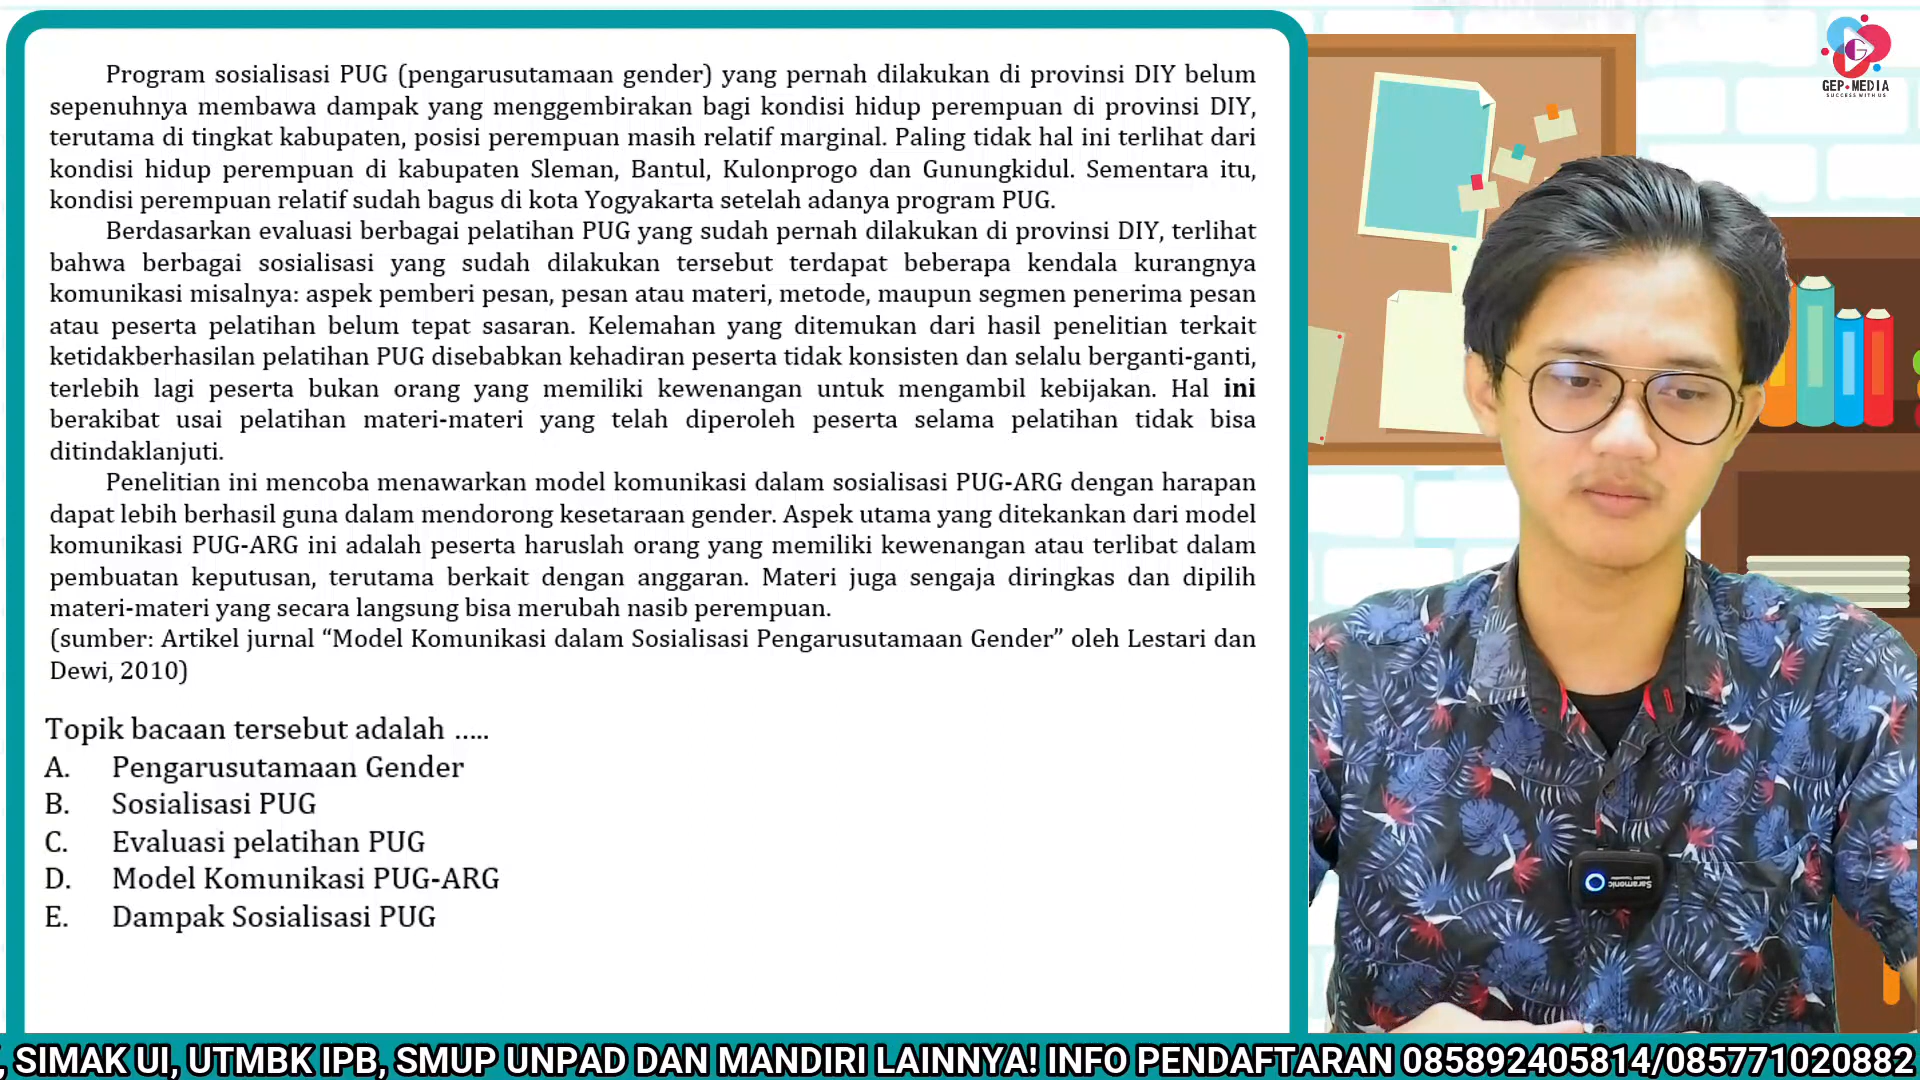 GEP MEDIA
SUCCESS WITH US
Program sosialisasi PUG (pengarusutamaan gender) yang pernah dilakukan di provinsi DIY belum
sepenuhnya membawa dampak yang menggembirakan bagi kondisi hidup perempuan di provinsi DIY,
terutama di tingkat kabupaten, posisi perempuan masih relatif marginal. Paling tidak hal ini terlihat dari
kondisi hidup perempuan di kabupaten Sleman, Bantul, Kulonprogo dan Gunungkidul. Sementara itu,
kondisi perempuan relatif sudah bagus di kota Yogyakarta setelah adanya program PUG.
Berdasarkan evaluasi berbagai pelatihan PUG yang sudah pernah dilakukan di provinsi DIY, terlihat
bahwa berbagai sosialisasi yang sudah dilakukan tersebut terdapat beberapa kendala kurangnya
komunikasi misalnya: aspek pemberi pesan, pesan atau materi, metode, maupun segmen penerima pesan
atau peserta pelatihan belum tepat sasaran. Kelemahan yang ditemukan dari hasil penelitian terkait
ketidakberhasilan pelatihan PUG disebabkan kehadiran peserta tidak konsisten dan selalu berganti-ganti,
terlebih lagi peserta bukan orang yang memiliki kewenangan untuk mengambil kebijakan. Hal ini
berakibat usai pelatihan materi-materi yang telah diperoleh peserta selama pelatihan tidak bisa
ditindaklanjuti.
Penelitian ini mencoba menawarkan model komunikasi dalam sosialisasi PUG-ARG dengan harapan
dapat lebih berhasil guna dalam mendorong kesetaraan gender. Aspek utama yang ditekankan dari model
komunikasi PUG-ARG ini adalah peserta haruslah orang yang memiliki kewenangan atau terlibat dalam
pembuatan keputusan, terutama berkait dengan anggaran. Materi juga sengaja diringkas dan dipilih
materi-materi yang secara langsung bisa merubah nasib perempuan.
(sumber: Artikel jurnal “Model Komunikasi dalam Sosialisasi Pengarusutamaan Gender” oleh Lestari dan
Dewi, 2010)
Topik bacaan tersebut adalah .....
A. Pengarusutamaan Gender
B. Sosialisasi PUG
C. Evaluasi pelatihan PUG
D. Model Komunikasi PUG-ARG
E. Dampak Sosialisasi PUG
Saramonic
, SIMAK UI, UTMBK IPB, SMUP UNPAD DAN MANDIRI LAINNYA! INFO PENDAFTARAN 085892405814/085771020882